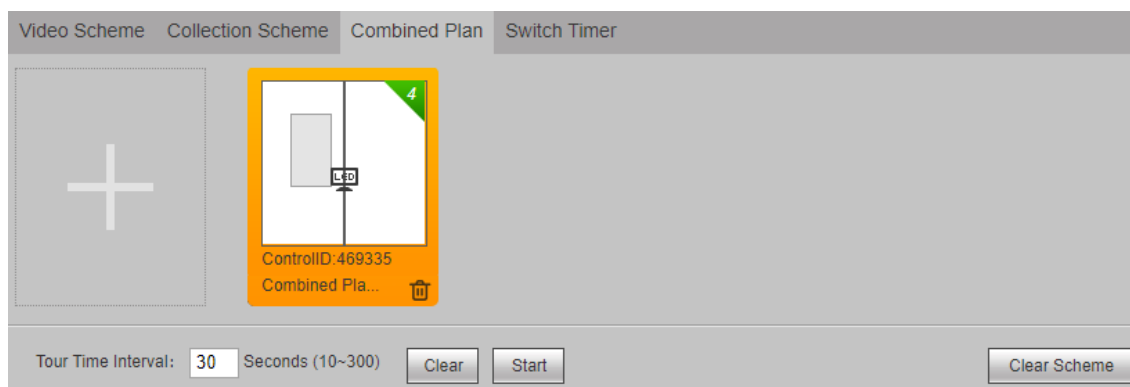 Video Scheme Collection Scheme Combined Plan Switch Timer
4
LED
ControlID:469335
Combined Pla...
Tour Time Interval: 30 Seconds (10~300) Clear Start Clear Scheme